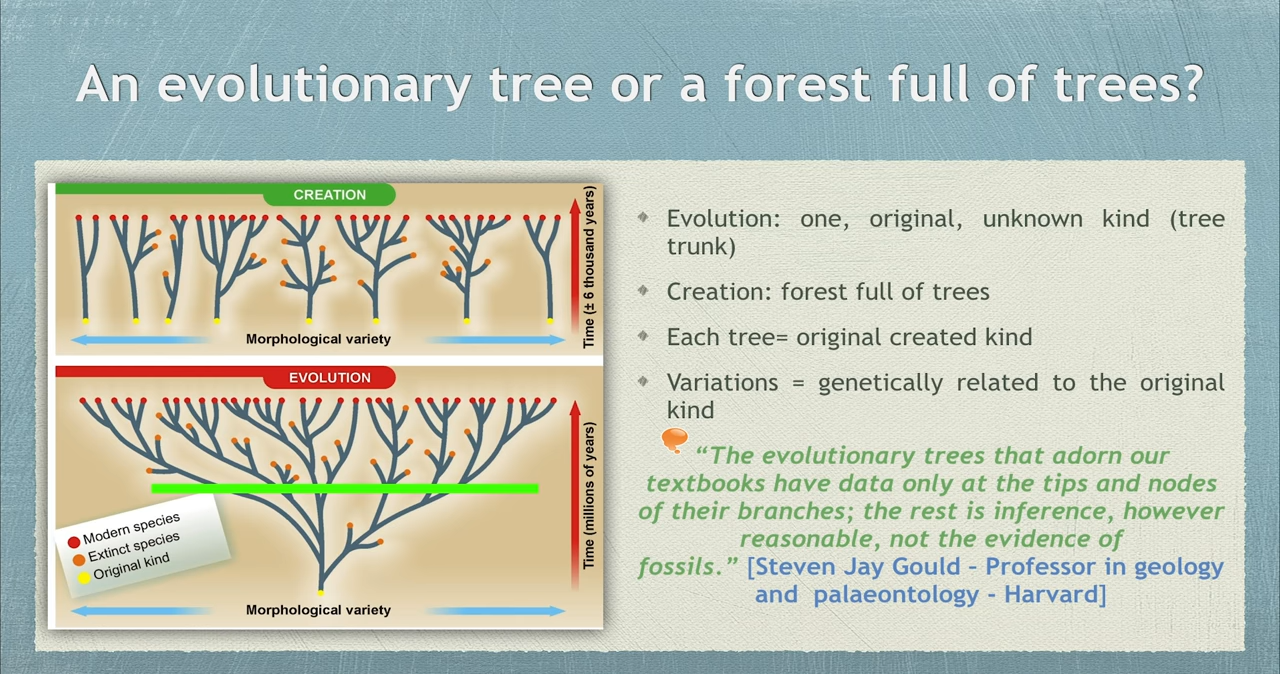 An evolutionary tree or a forest full of trees?
CREATION
Time (± 6 thousand years)
Morphological variety
EVOLUTION
Time (millions of years)
Modern species
Extinct species
Original kind
Morphological variety
Evolution: one, original, unknown kind (tree
trunk)
Creation: forest full of trees
Each tree= original created kind
Variations = genetically related to the original
kind
“The evolutionary trees that adorn our
textbooks have data only at the tips and nodes
of their branches; the rest is inference, however
reasonable, not the evidence of
fossils.” [Steven Jay Gould – Professor in geology
and palaeontology - Harvard]